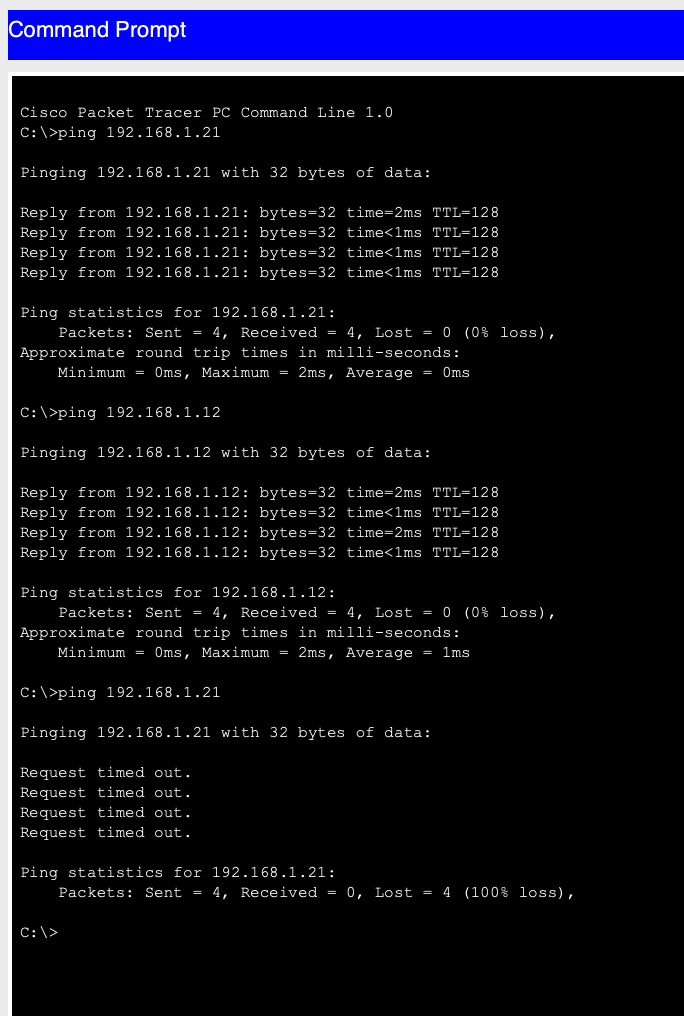 Command Prompt
Cisco Packet Tracer PC Command Line 1.0
C:\>ping 192.168.1.21
Pinging 192.168.1.21 with 32 bytes of data:
Reply from 192.168.1.21: bytes=32 time=2ms TTL=128
Reply from 192.168.1.21: bytes=32 time<1ms TTL=128
Reply from 192.168.1.21: bytes=32 time<1ms TTL=128
Reply from 192.168.1.21: bytes=32 time<1ms TTL=128
Ping statistics for 192.168.1.21:
    Packets: Sent = 4, Received = 4, Lost = 0 (0% loss),
Approximate round trip times in milli-seconds:
    Minimum = 0ms, Maximum = 2ms, Average = 0ms
C:\>ping 192.168.1.12
Pinging 192.168.1.12 with 32 bytes of data:
Reply from 192.168.1.12: bytes=32 time=2ms TTL=128
Reply from 192.168.1.12: bytes=32 time<1ms TTL=128
Reply from 192.168.1.12: bytes=32 time=2ms TTL=128
Reply from 192.168.1.12: bytes=32 time<1ms TTL=128
Ping statistics for 192.168.1.12:
    Packets: Sent = 4, Received = 4, Lost = 0 (0% loss),
Approximate round trip times in milli-seconds:
    Minimum = 0ms, Maximum = 2ms, Average = 1ms
C:\>ping 192.168.1.21
Pinging 192.168.1.21 with 32 bytes of data:
Request timed out.
Request timed out.
Request timed out.
Request timed out.
Ping statistics for 192.168.1.21:
    Packets: Sent = 4, Received = 0, Lost = 4 (100% loss),
C:\>